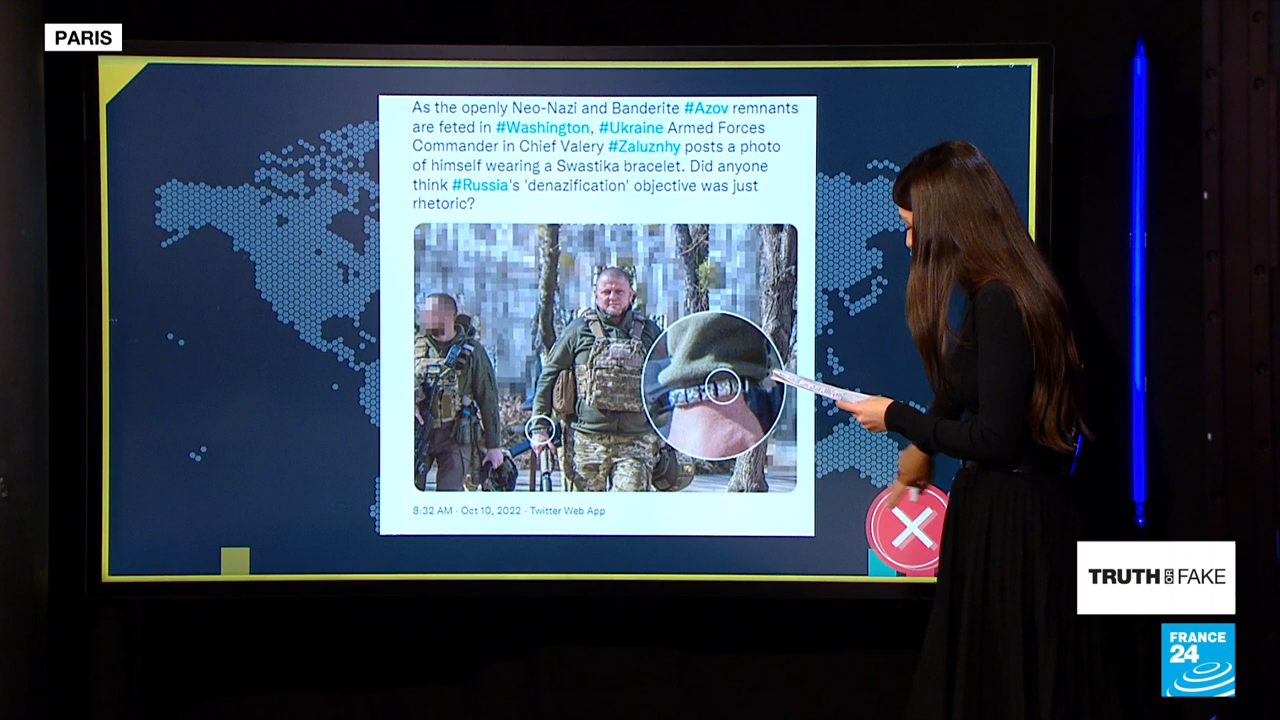 PARIS
As the openly Neo-Nazi and Banderite #Azov remnants
are feted in #Washington, #Ukraine Armed Forces
Commander in Chief Valery #Zaluzhny posts a photo
of himself wearing a Swastika bracelet. Did anyone
think #Russia's 'denazification' objective was just
rhetoric?
8:32 AM · Oct 10, 2022 · Twitter Web App
TRUTH OR FAKE
FRANCE
24